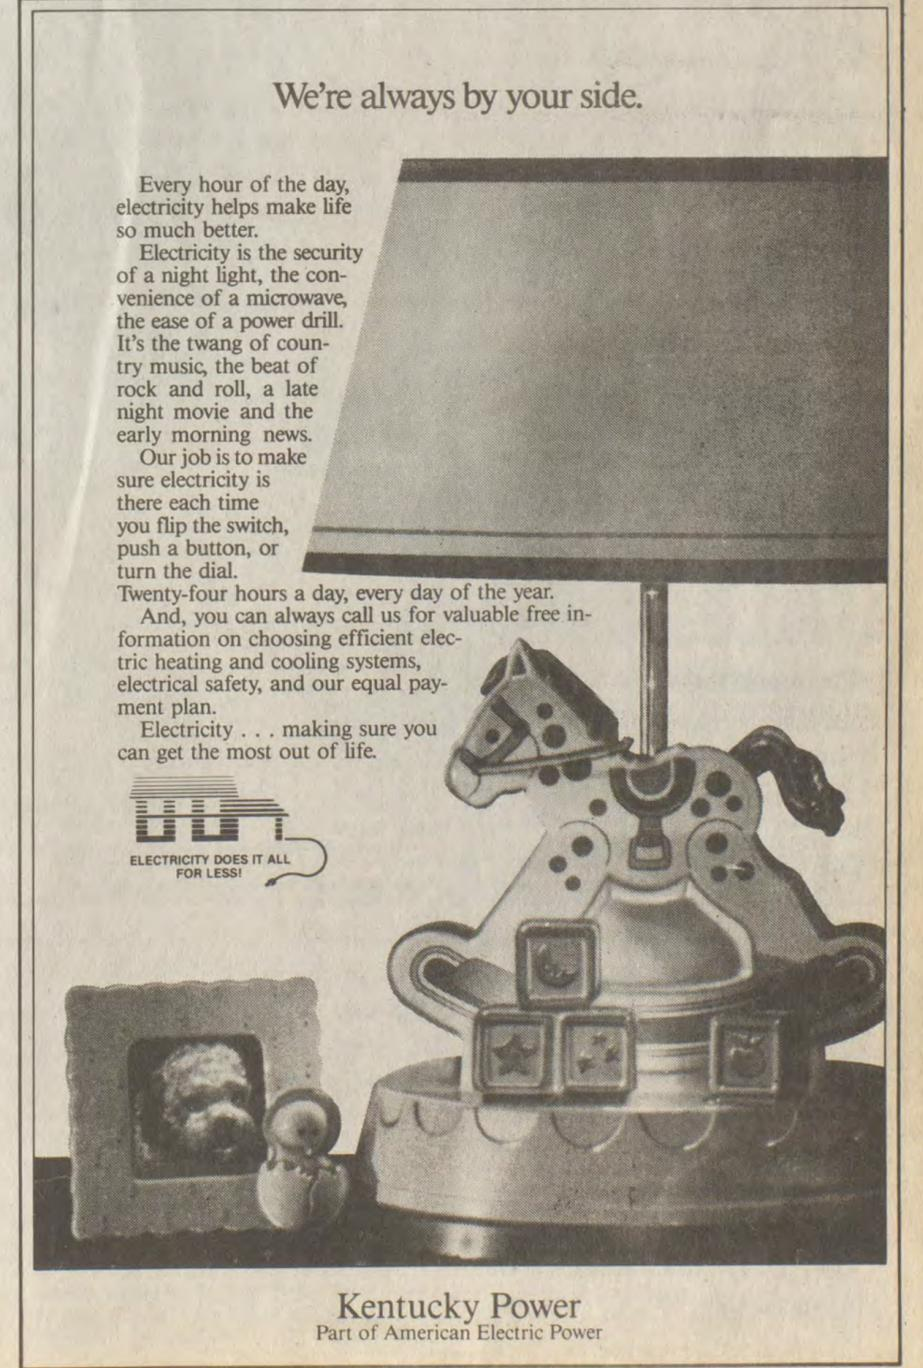 We're always by your side.
Every hour of the day,
electricity helps make life
so much better.
Electricity is the security
of a night light, the con-
venience of a microwave,
the ease of a power drill.
It's the twang of coun-
try music, the beat of
rock and roll, a late
night movie and the
early morning news.
Our job is to make
sure electricity is
there each time
you flip the switch,
push a button, or
turn the dial.
Twenty-four hours a day, every day of the year.
And, you can always call us for valuable free in-
formation on choosing efficient elec-
tric heating and cooling systems,
electrical safety, and our equal pay-
ment plan.
Electricity . . . making sure you
can get the most out of life.
ELECTRICITY DOES IT ALL
FOR LESS!
Kentucky Power
Part of American Electric Power